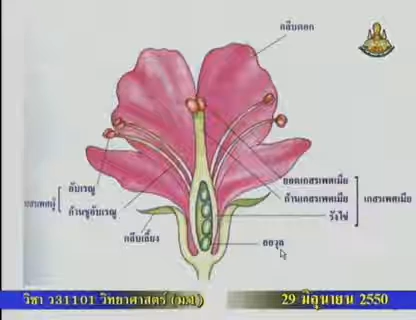 กลีบดอก
อับเรณู
เกสรเพศผู้
ก้านชูอับเรณู
กลีบเลี้ยง
ยอดเกสรเพศเมีย
ก้านเกสรเพศเมีย
เกสรเพศเมีย
รังไข่
ออวุล
วิชา ว31101 วิทยาศาสตร์ (ม.1)
29 มิถุนายน 2550